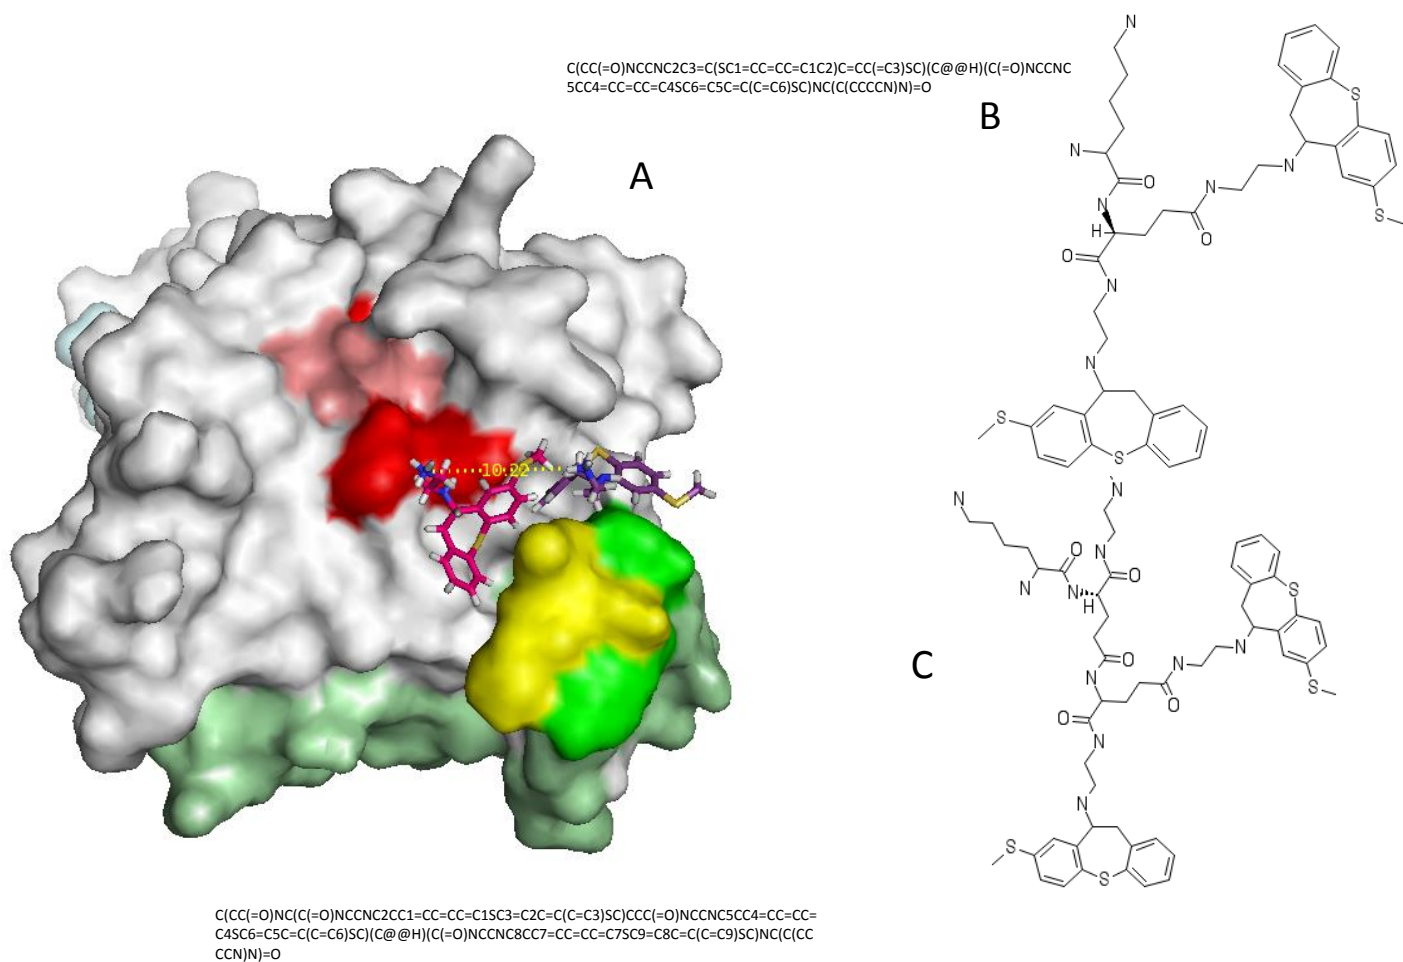 C(CC(=O)NCCNC2C3=C(SC1=CC=CC=C1C2)C=CC(=C3)SC)(C@@H)(C(=O)NCCNC
5CC4=CC=CC=C4SC6=C5C=C(C=C6)SC)NC(C(CCCCN)N)=O
B
A
N
S
N
O
N
N
S
N
H
O
O
N
N
S
S
N
N
O
N
N
O
N
H
S
O
N
N
N
S
O
O
N
N
S
S
10.22
C
C(CC(=O)NC(C(=O)NCCNC2CC1=CC=CC=C1SC3=C2C=C(C=C3)SC)CCC(=O)NCCNC5CC4=CC=CC=
C4SC6=C5C=C(C=C6)SC)(C@@H)(C(=O)NCCNC8CC7=CC=CC=C7SC9=C8C=C(C=C9)SC)NC(C(CC
CCN)N)=O